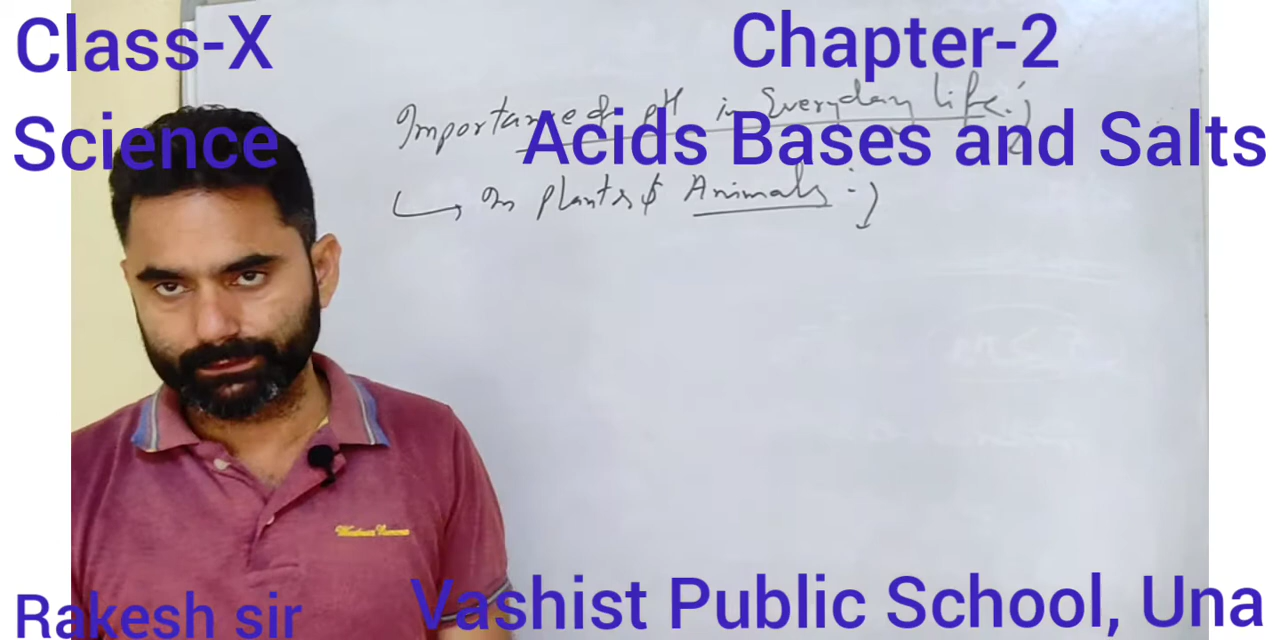 Class-X
Chapter-2
Importance of pH in Everyday life:
Science
Acids Bases and Salts
In plants & Animals :-
Rakesh sir
Vashist Public School, Una